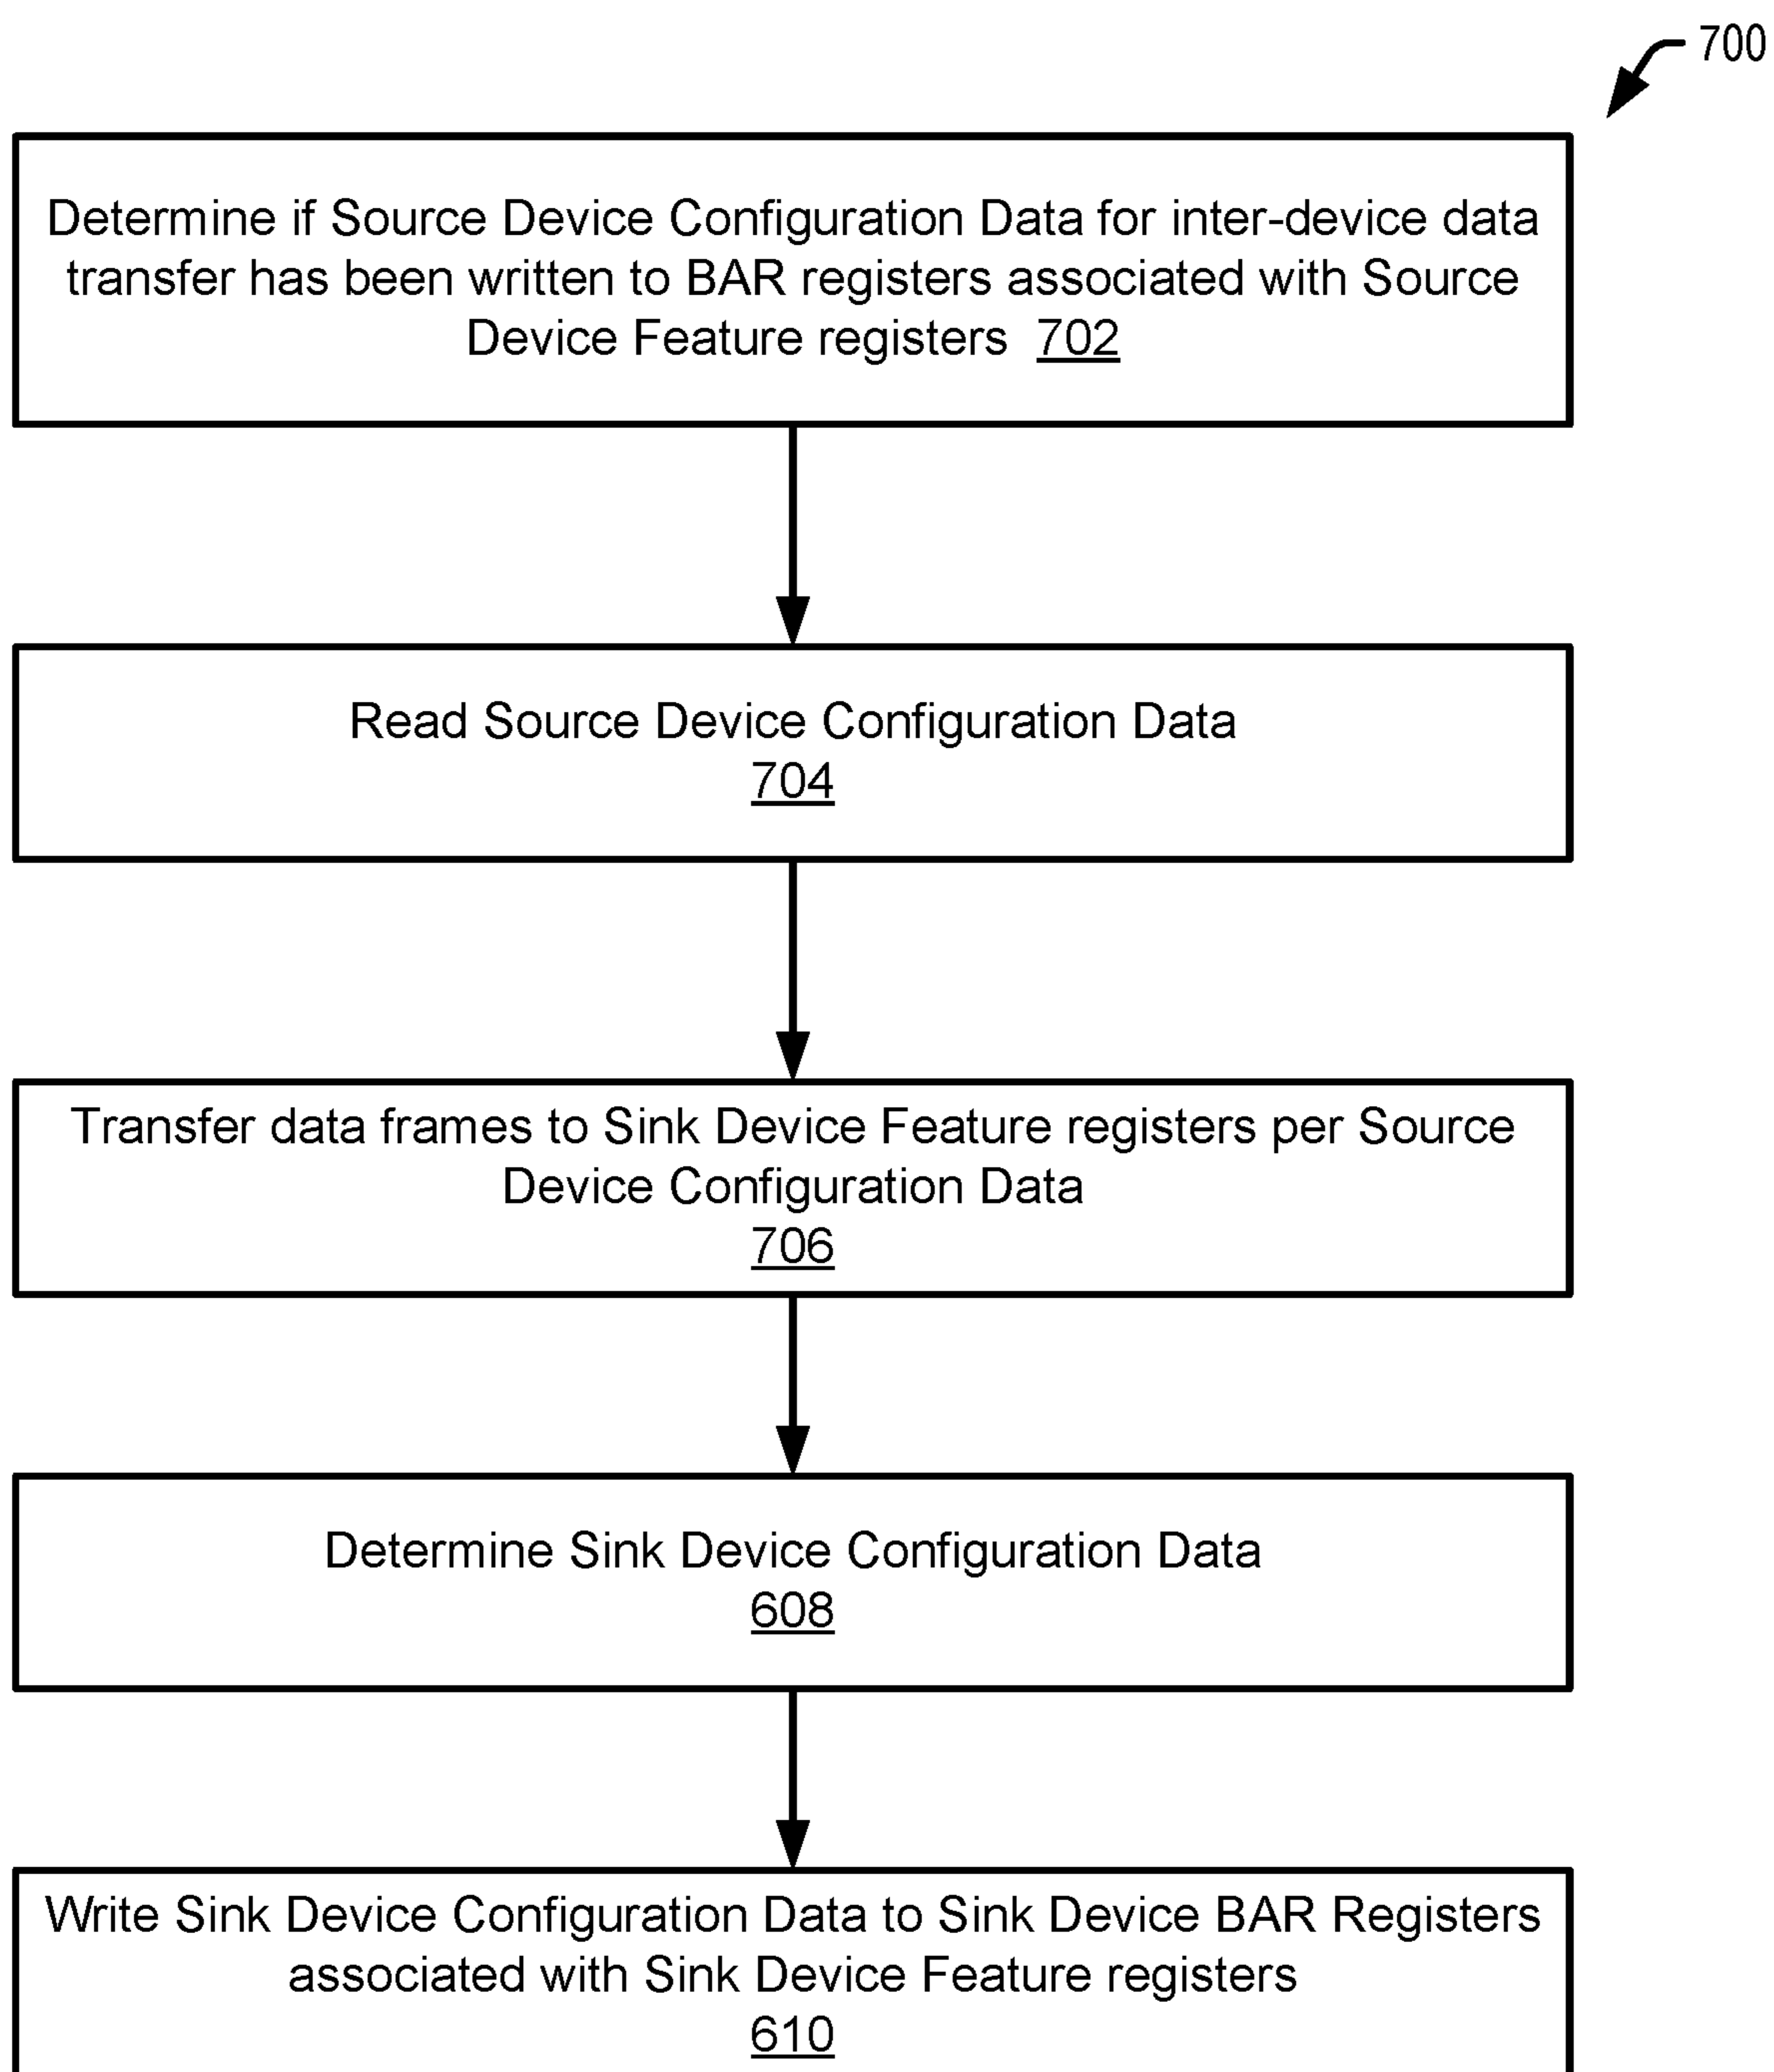 700
Determine if Source Device Configuration Data for inter-device data
transfer has been written to BAR registers associated with Source
Device Feature registers 702
Read Source Device Configuration Data
704
Transfer data frames to Sink Device Feature registers per Source
Device Configuration Data
706
Determine Sink Device Configuration Data
608
Write Sink Device Configuration Data to Sink Device BAR Registers
associated with Sink Device Feature registers
610